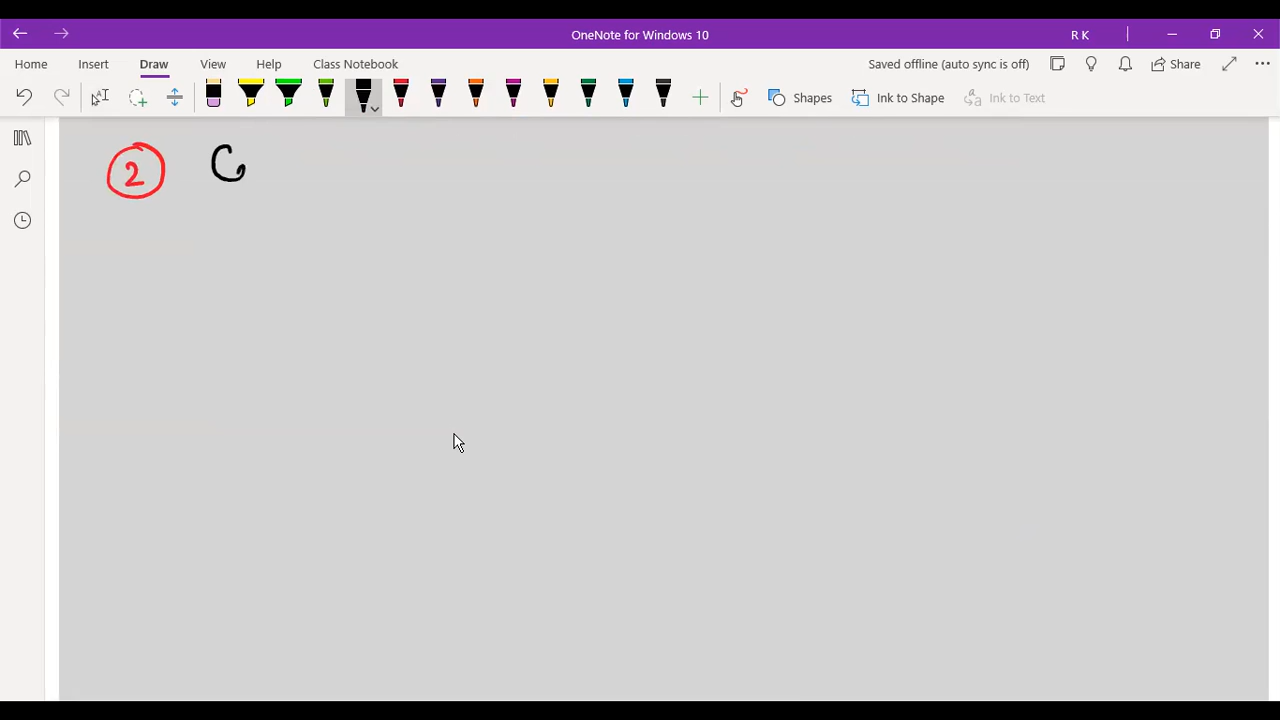 OneNote for Windows 10
R K
Home Insert Draw View Help Class Notebook
Saved offline (auto sync is off) Share
Shapes Ink to Shape Ink to Text
2 C